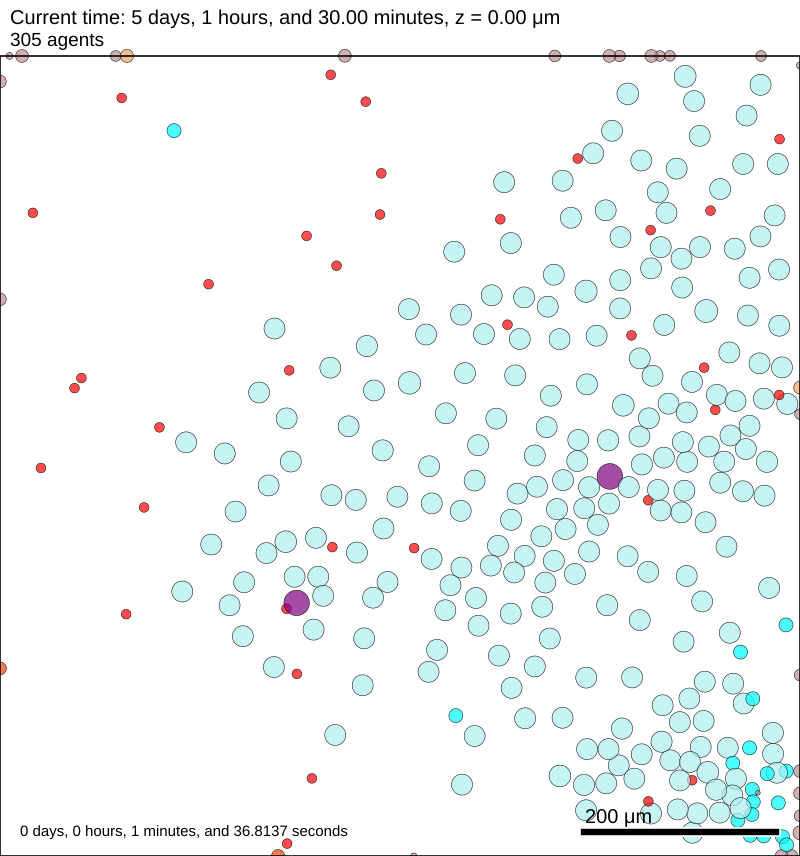 Current time: 5 days, 1 hours, and 30.00 minutes, z = 0.00 μm
305 agents
200 μm
0 days, 0 hours, 1 minutes, and 36.8137 seconds